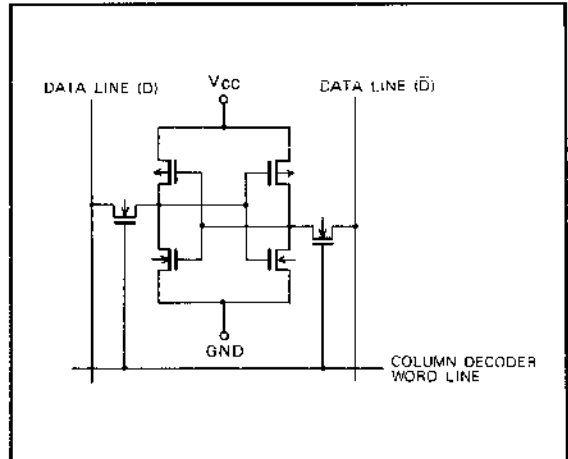 Vcc
DATA LINE (D)
DATA LINE (D̄)
GND
COLUMN DECODER
WORD LINE